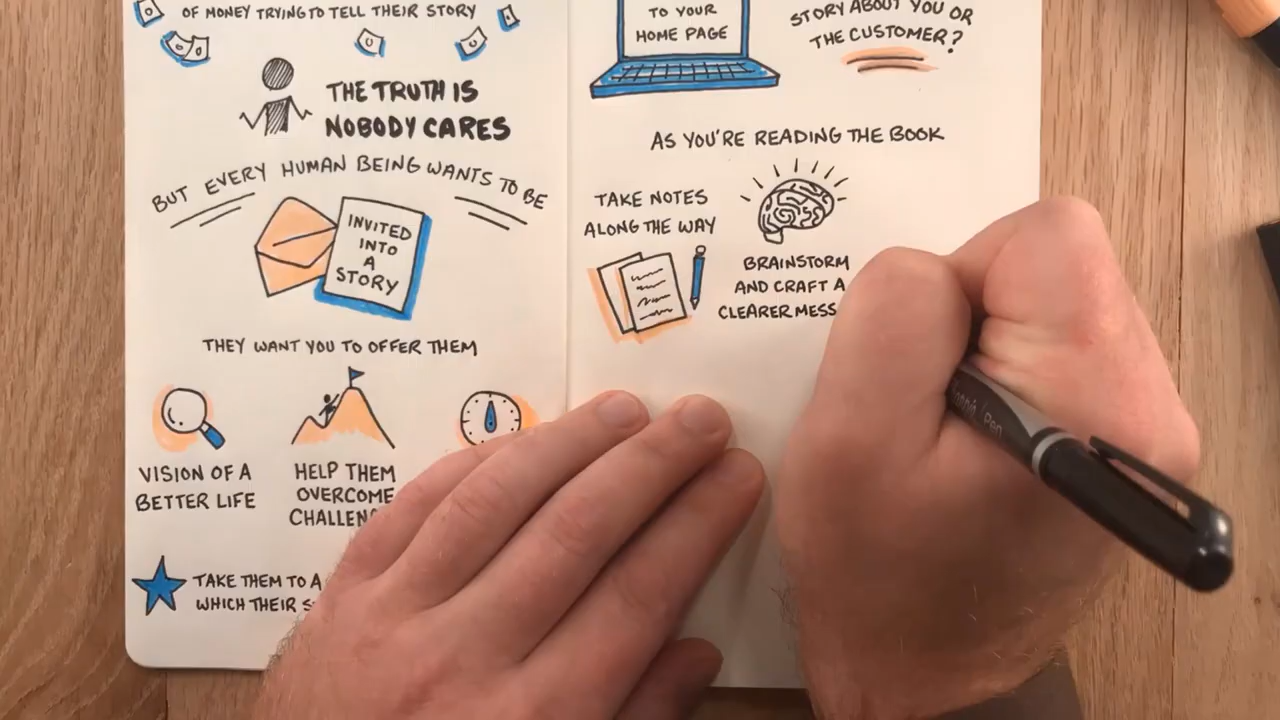 OF MONEY TRYING TO TELL THEIR STORY
THE TRUTH IS
NOBODY CARES
BUT EVERY HUMAN BEING WANTS TO BE
INVITED
INTO
A
STORY
THEY WANT YOU TO OFFER THEM
VISION OF A
BETTER LIFE
HELP THEM
OVERCOME
TAKE THEM TO A
WHICH THEIR
TO YOUR
HOME PAGE
STORY ABOUT YOU OR
THE CUSTOMER?
AS YOU'RE READING THE BOOK
TAKE NOTES
ALONG THE WAY
BRAINSTORM
AND CRAFT A
CLEARER MESS
Pen